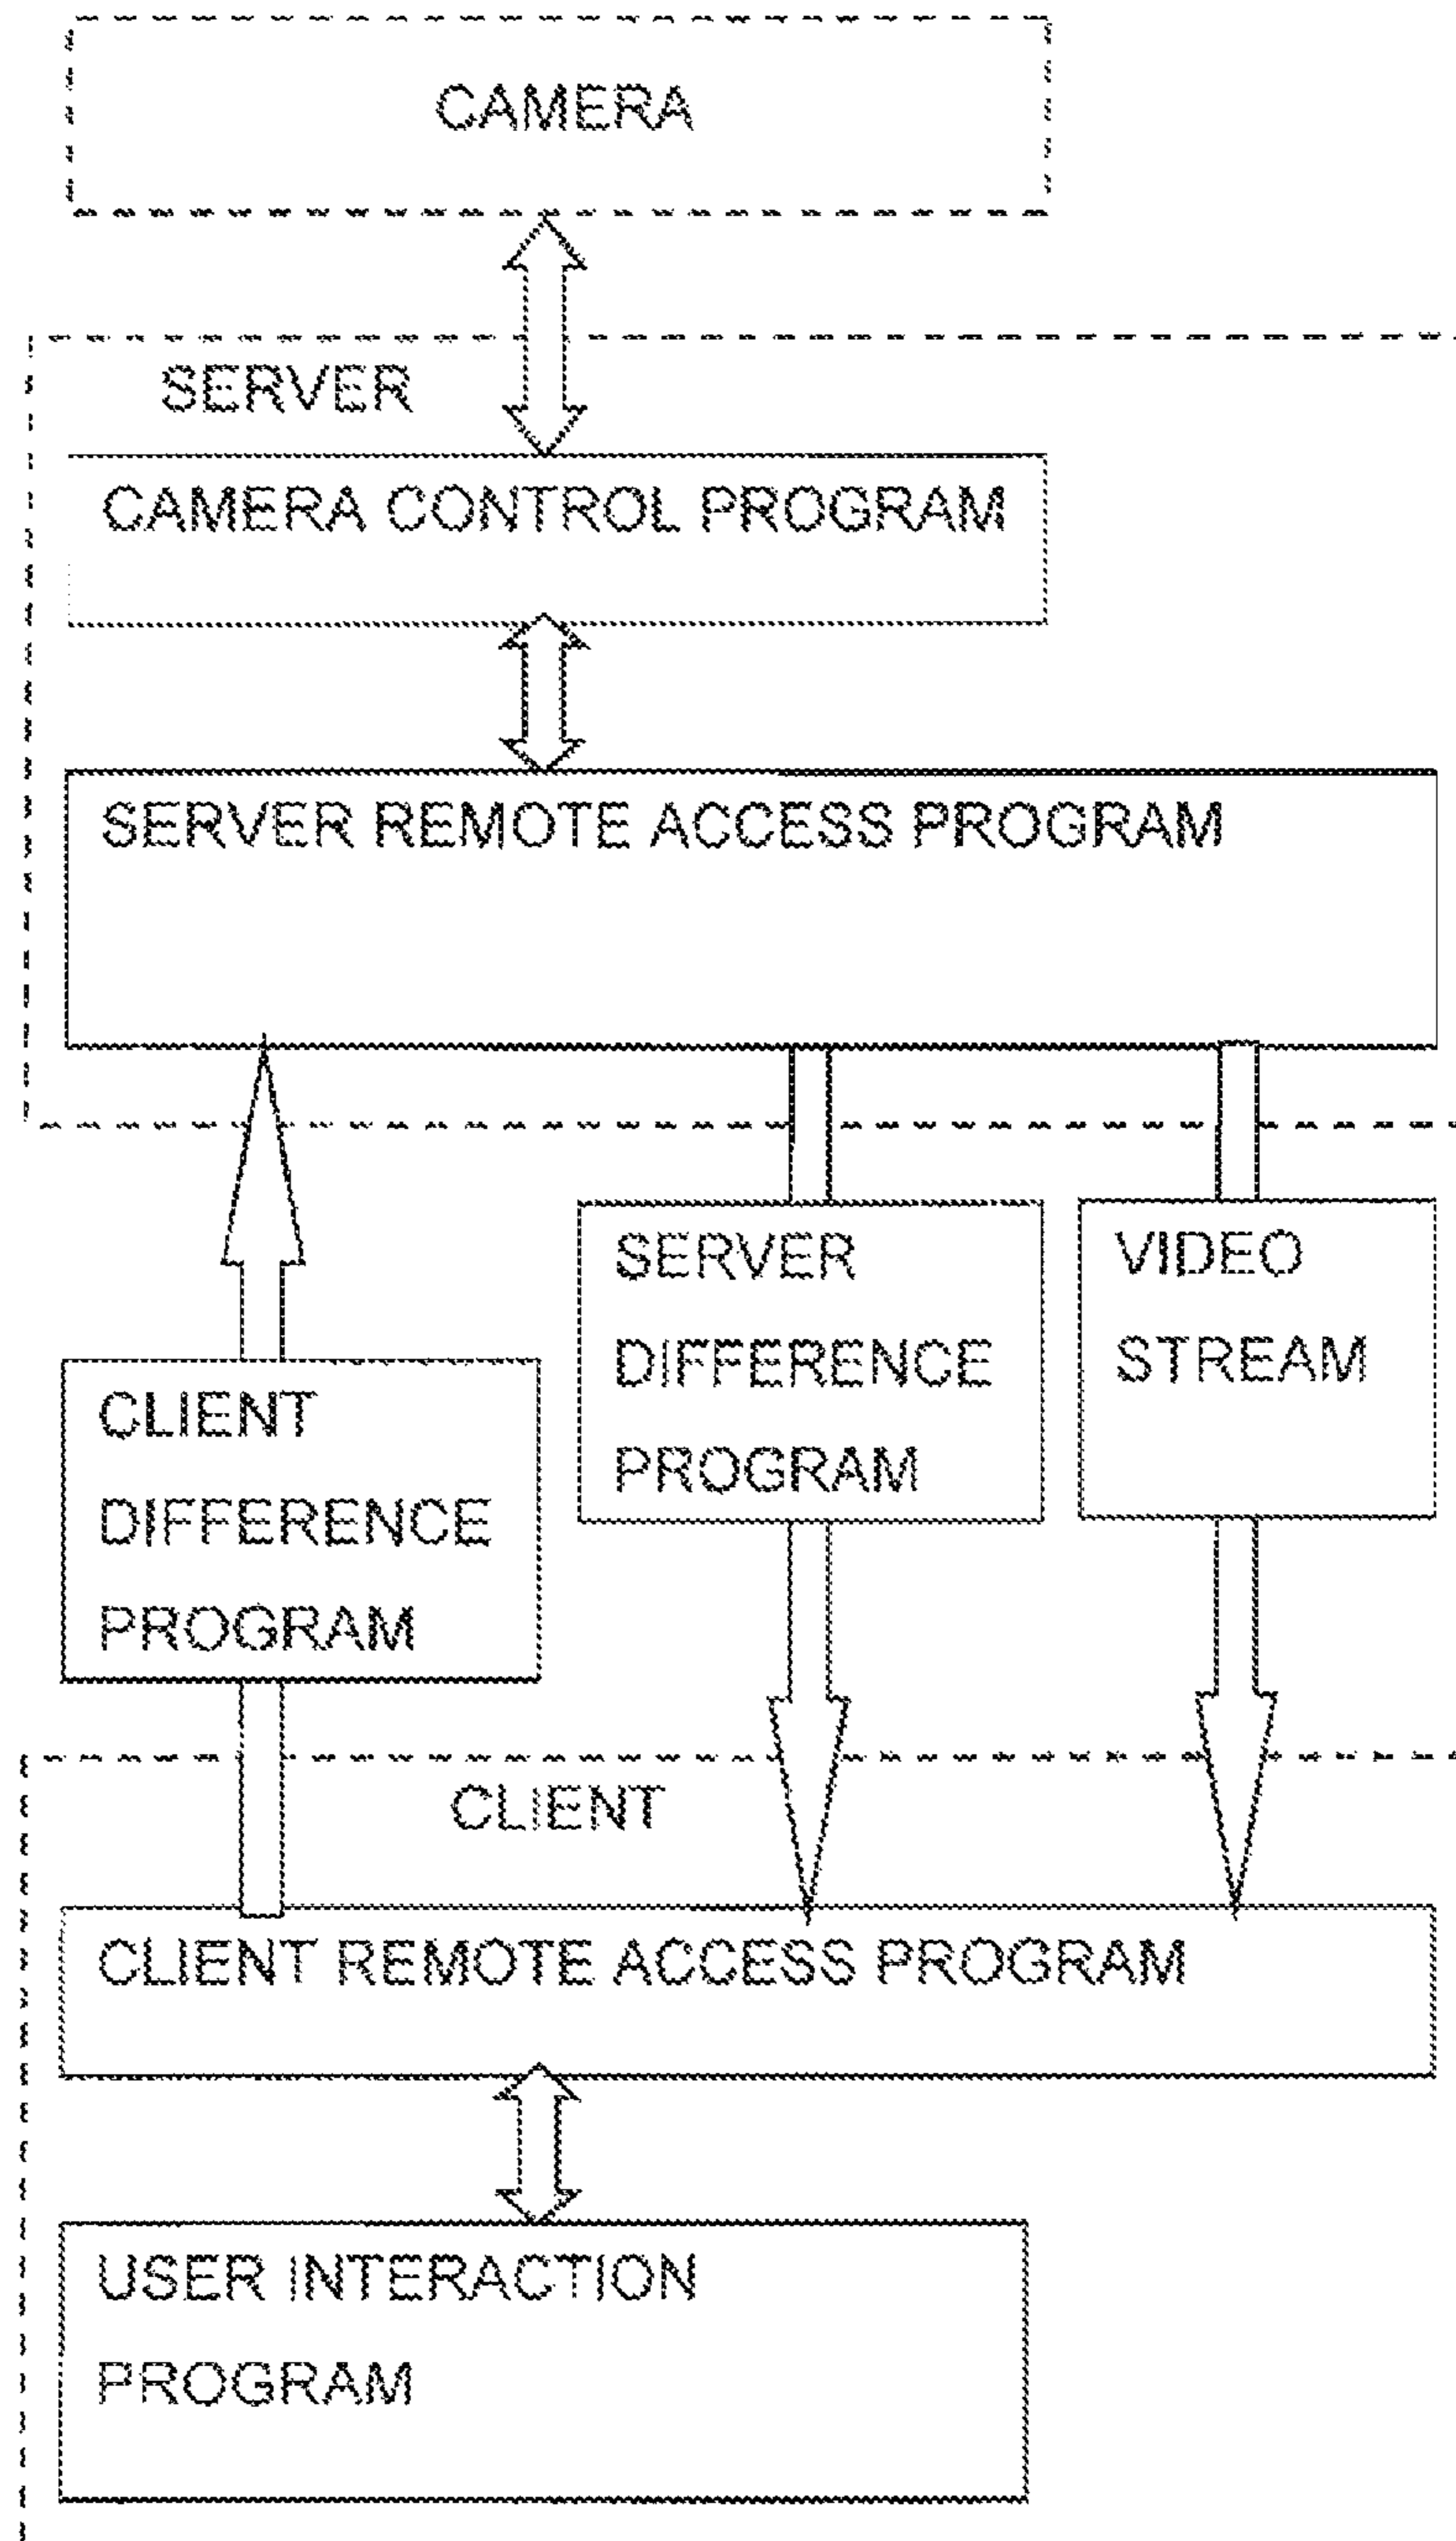 CAMERA
SERVER
CAMERA CONTROL PROGRAM
SERVER REMOTE ACCESS PROGRAM
CLIENT
DIFFERENCE
PROGRAM
SERVER
DIFFERENCE
PROGRAM
VIDEO
STREAM
CLIENT
CLIENT REMOTE ACCESS PROGRAM
USER INTERACTION
PROGRAM